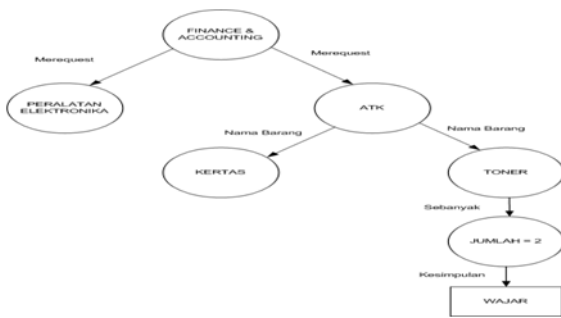 FINANCE &
ACCOUNTING
Merequest
Merequest
PERALATAN
ELEKTRONIKA
ATK
Nama Barang
Nama Barang
KERTAS
TONER
Sebanyak
JUMLAH = 2
Kesimpulan
WAJAR